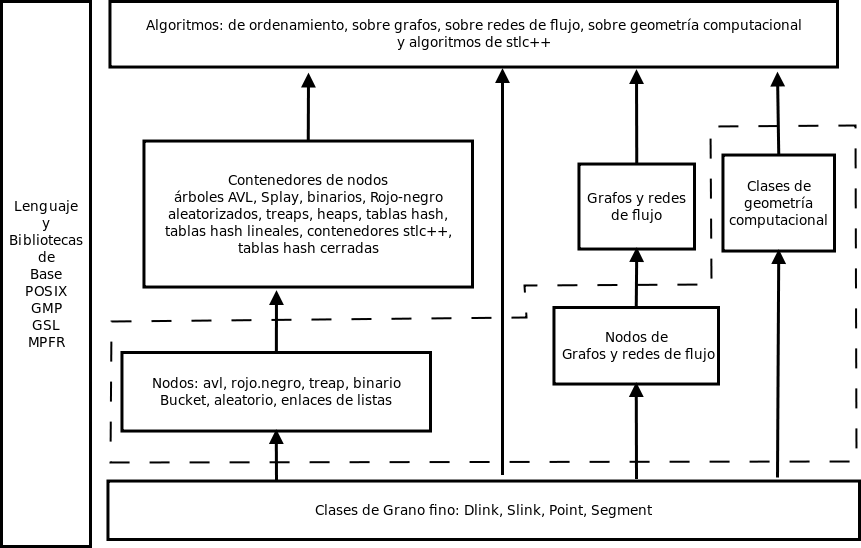 Algoritmos: de ordenamiento, sobre grafos, sobre redes de flujo, sobre geometría computacional
y algoritmos de stlc++
Lenguaje
y
Bibliotecas
de
Base
POSIX
GMP
GSL
MPFR
Contenedores de nodos
árboles AVL, Splay, binarios, Rojo-negro
aleatorizados, treaps, heaps, tablas hash,
tablas hash lineales, contenedores stlc++,
tablas hash cerradas
Grafos y redes
de flujo
Clases de
geometría
computacional
Nodos de
Grafos y redes de flujo
Nodos: avl, rojo.negro, treap, binario
Bucket, aleatorio, enlaces de listas
Clases de Grano fino: Dlink, Slink, Point, Segment